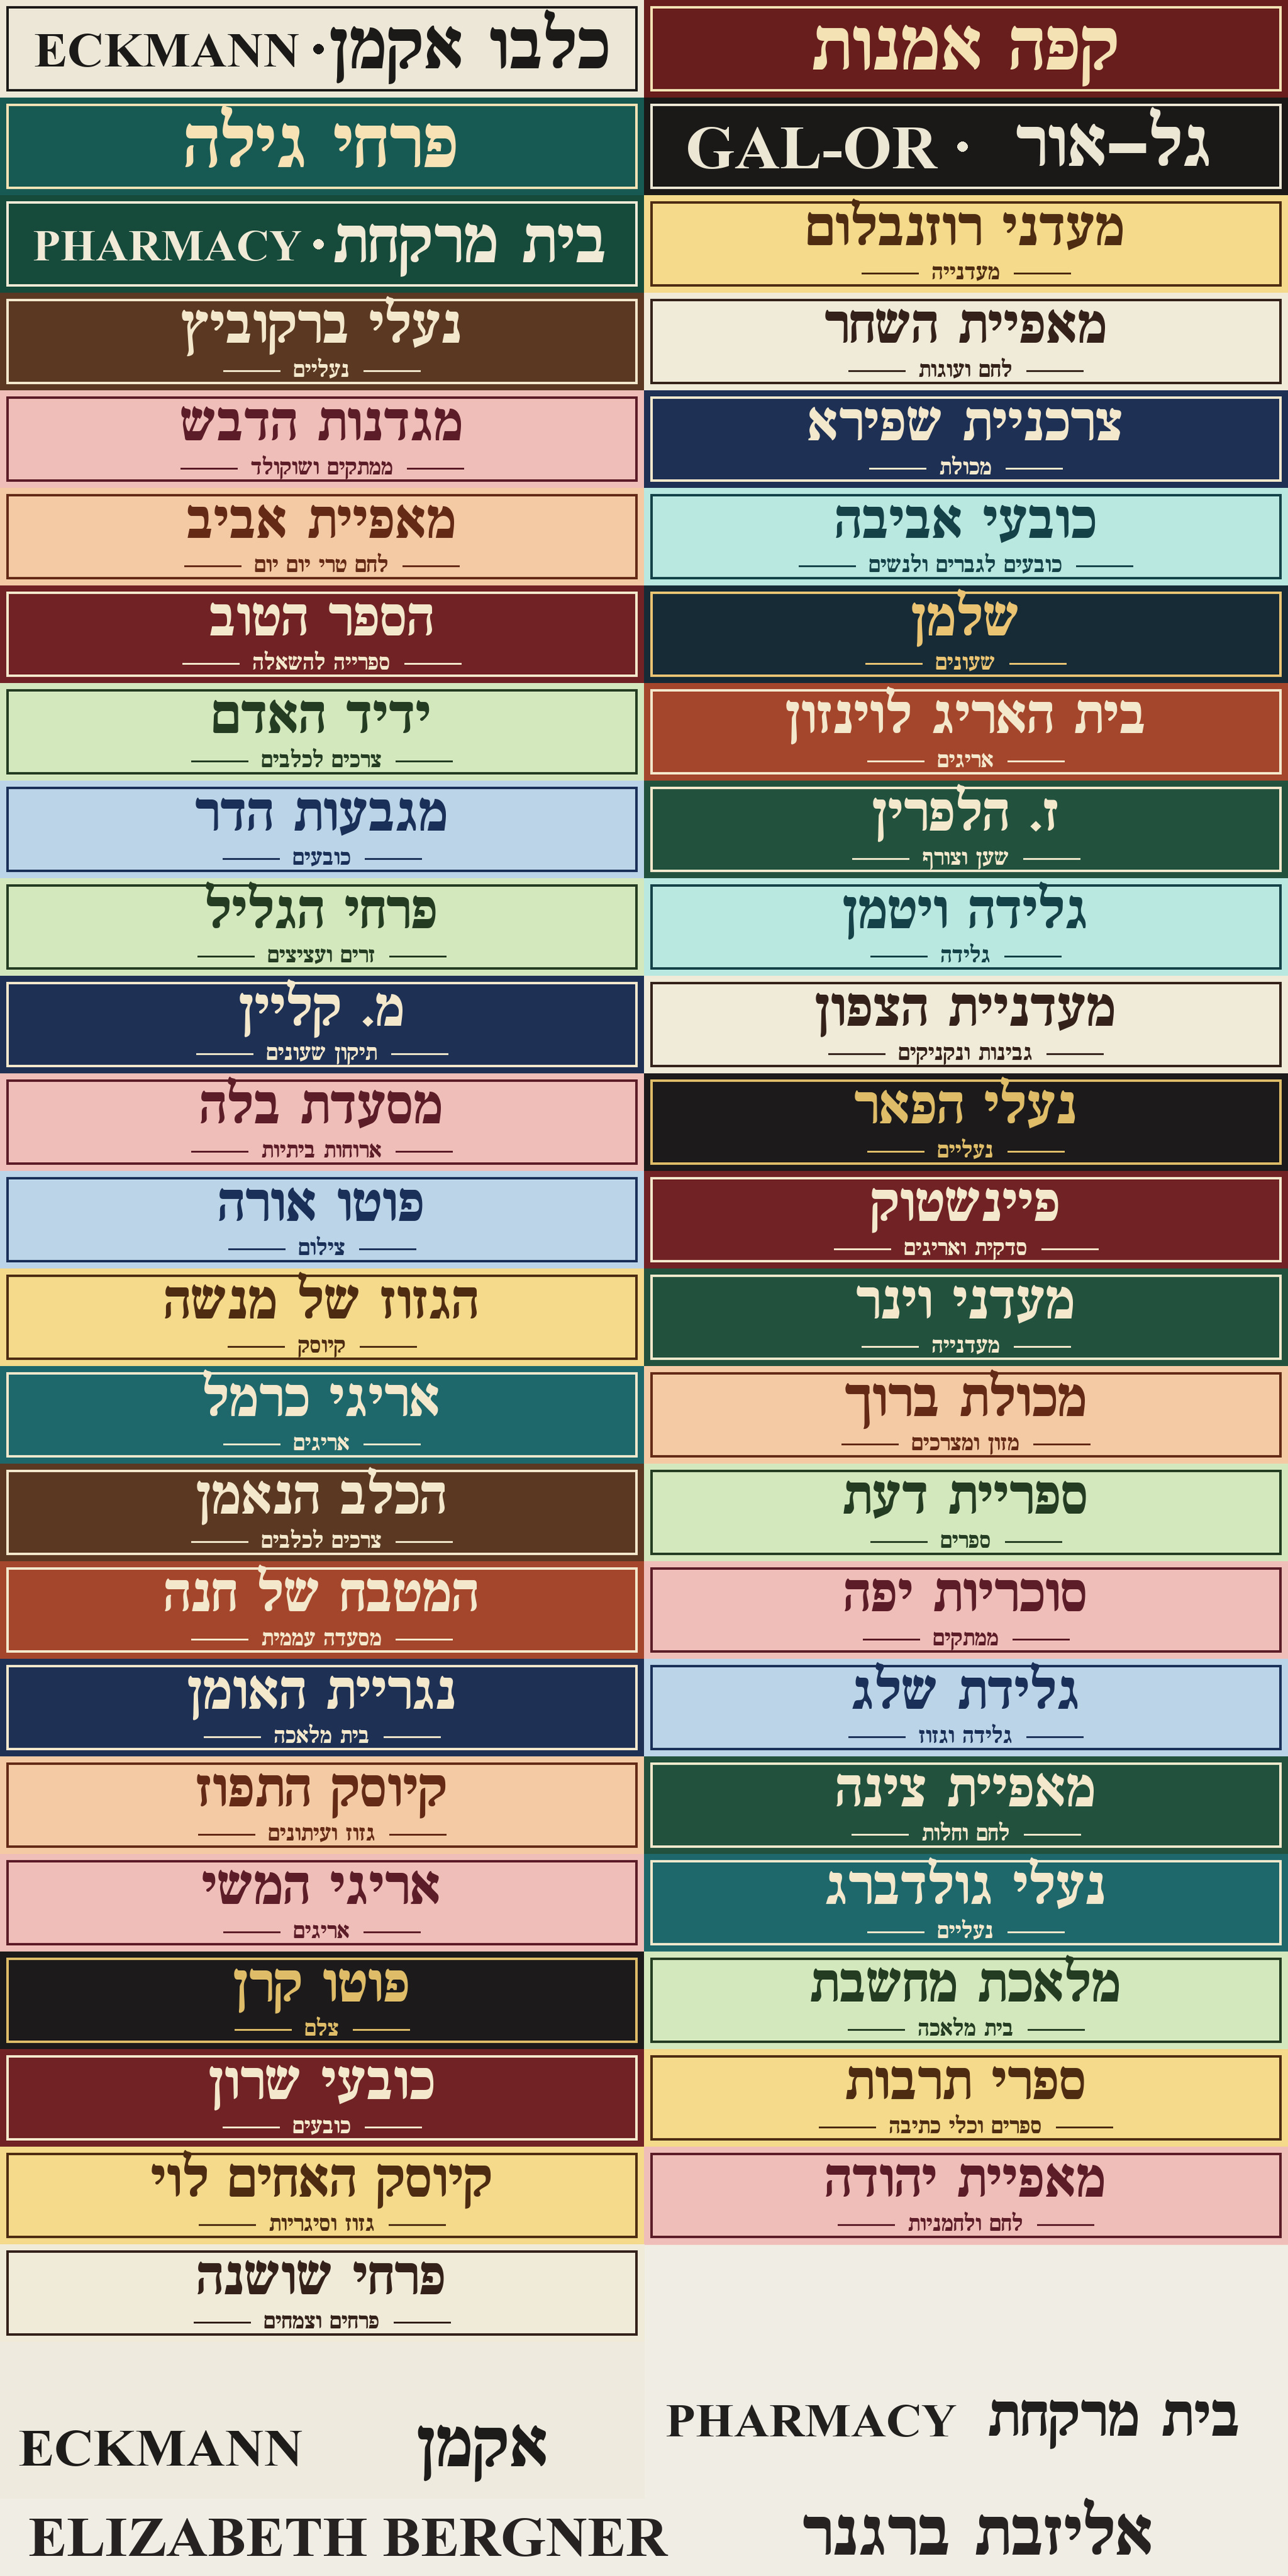 כלבו אקמן · ECKMANN
קפה אמנות
פרחי גילה
גל-אור · GAL-OR
בית מרקחת · PHARMACY
מעדני רוזנבלום
מעדנייה
נעלי ברקוביץ
נעליים
מאפיית השחר
לחם ועוגות
מגדנות הדבש
ממתקים ושוקולד
צרכניית שפירא
מכולת
מאפיית אביב
לחם טרי יום יום
כובעי אביבה
כובעים לגברים ולנשים
הספר הטוב
ספרייה להשאלה
שלמן
שעונים
ידיד האדם
צרכים לכלבים
בית האריג לוינזון
אריגים
מגבעות הדר
כובעים
ז. הלפרין
שען וצורף
פרחי הגליל
זרים ועציצים
גלידה ויטמן
גלידה
מ. קליין
תיקון שעונים
מעדניית הצפון
גבינות ונקניקים
מסעדת בלה
ארוחות ביתיות
נעלי הפאר
נעליים
פוטו אורה
צילום
פיינשטוק
סדקית ואריגים
הגזוז של מנשה
קיוסק
מעדני וינר
מעדנייה
אריגי כרמל
אריגים
מכולת ברוך
מזון ומצרכים
הכלב הנאמן
צרכים לכלבים
ספריית דעת
ספרים
המטבח של חנה
מסעדה עממית
סוכריות יפה
ממתקים
נגריית האומן
בית מלאכה
גלידת שלג
גלידה וגזוז
קיוסק התפוז
גזוז ועיתונים
מאפיית צינה
לחם וחלות
אריגי המשי
אריגים
נעלי גולדברג
נעליים
פוטו קרן
צלם
מלאכת מחשבת
בית מלאכה
כובעי שרון
כובעים
ספרי תרבות
ספרים וכלי כתיבה
קיוסק האחים לוי
גזוז וסיגריות
מאפיית יהודה
לחם ולחמניות
פרחי שושנה
פרחים וצמחים
ECKMANN אקמן
PHARMACY בית מרקחת
ELIZABETH BERGNER אליזבת ברגנר